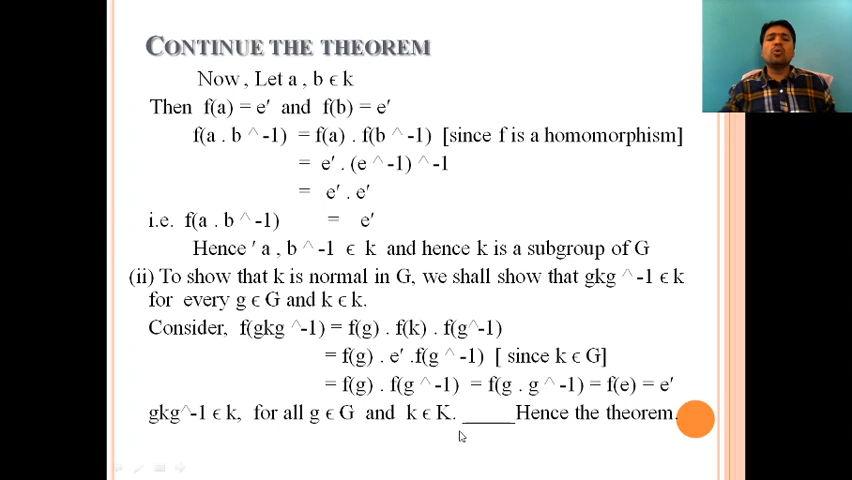 CONTINUE THE THEOREM
Now , Let a , b ϵ k
Then f(a) = e′ and f(b) = e′
f(a . b ^ -1) = f(a) . f(b ^ -1) [since f is a homomorphism]
= e′ . (e ^ -1) ^ -1
= e′ . e′
i.e. f(a . b ^ -1) = e′
Hence ′ a , b ^ -1 ϵ k and hence k is a subgroup of G
(ii) To show that k is normal in G, we shall show that gkg ^ -1 ϵ k
for every g ϵ G and k ϵ k.
Consider, f(gkg ^-1) = f(g) . f(k) . f(g^-1)
= f(g) . e′ .f(g ^ -1) [ since k ϵ G]
= f(g) . f(g ^ -1) = f(g . g ^ -1) = f(e) = e′
gkg^-1 ϵ k, for all g ϵ G and k ϵ K. _____Hence the theorem.